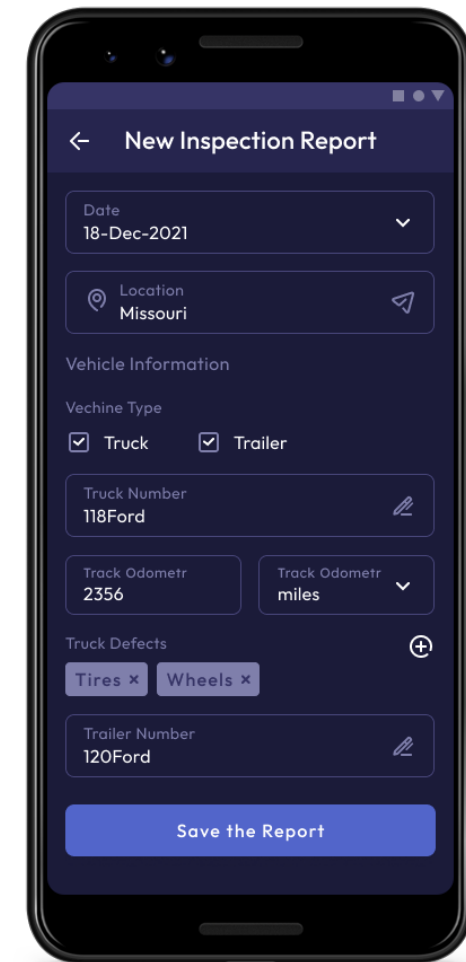 New Inspection Report
Date
18-Dec-2021
Location
Missouri
Vehicle Information
Vechine Type
Truck Trailer
Truck Number
118Ford
Track Odometr Track Odometr
2356 miles
Truck Defects
Tires × Wheels ×
Trailer Number
120Ford
Save the Report